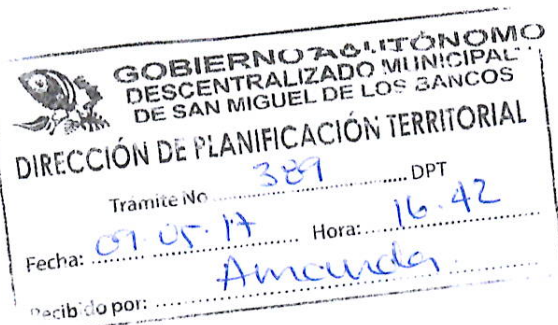 GOBIERNO AUTÓNOMO
DESCENTRALIZADO MUNICIPAL
DE SAN MIGUEL DE LOS BANCOS
DIRECCIÓN DE PLANIFICACIÓN TERRITORIAL
Trámite No. 389 DPT
Fecha: 09.05.17 Hora: 16.42
Recibido por: Amanda